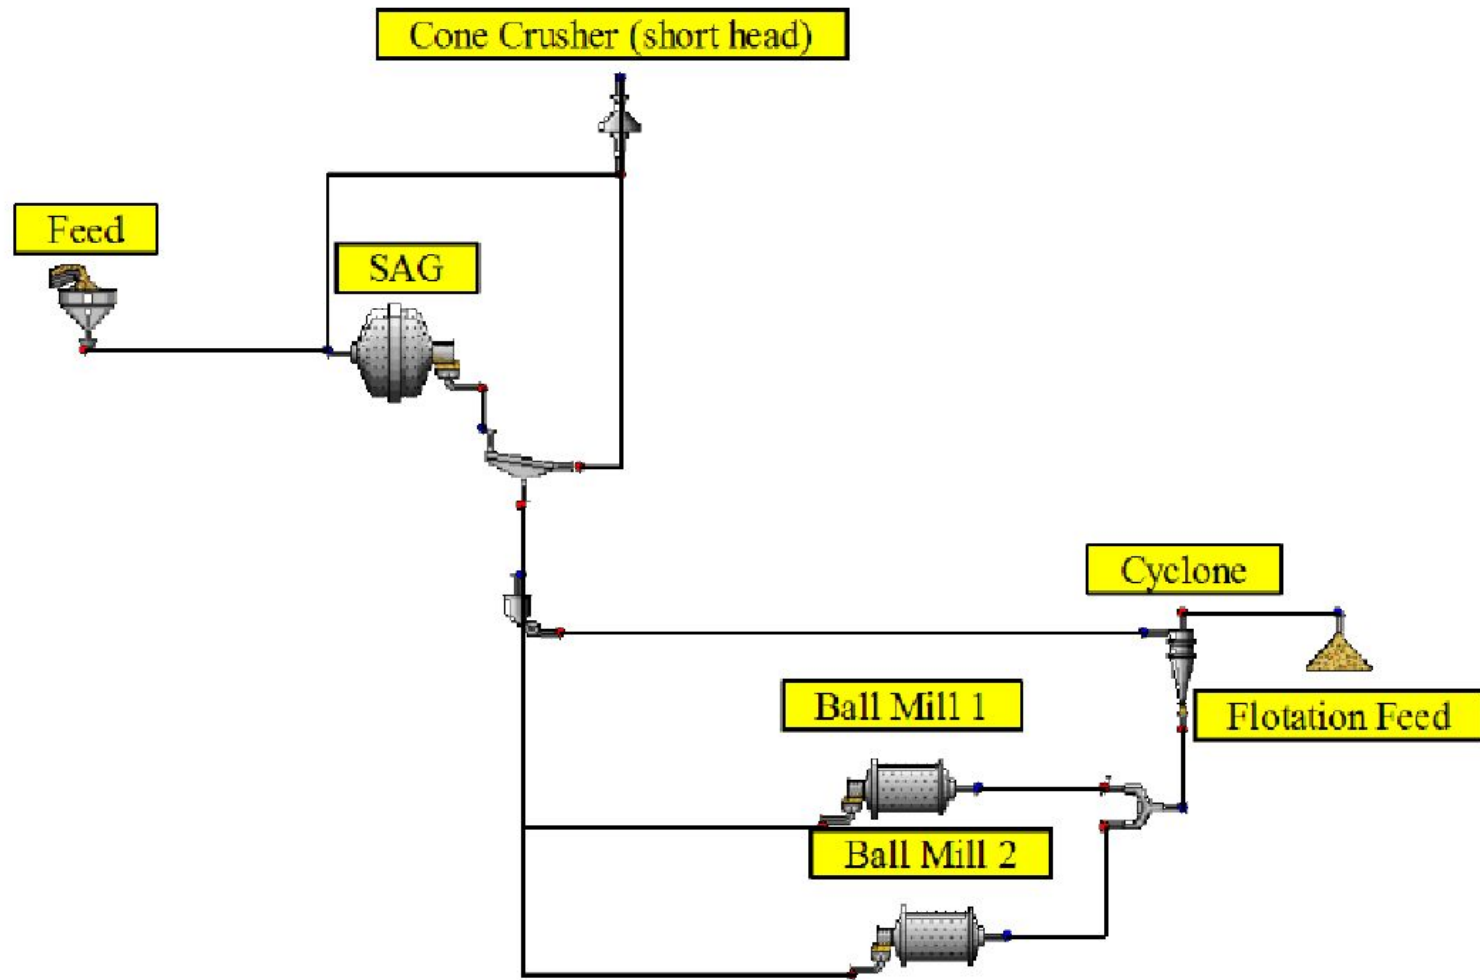 Cone Crusher (short head)
Feed
SAG
Cyclone
Ball Mill 1
Flotation Feed
Ball Mill 2